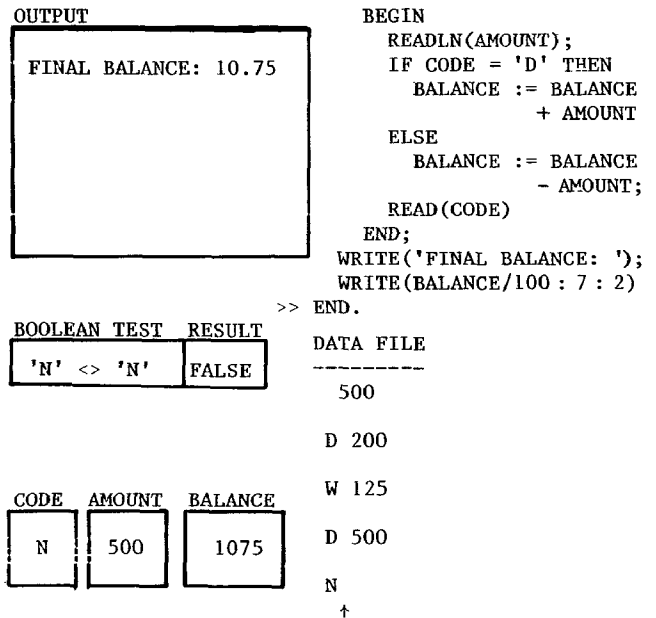 OUTPUT
FINAL BALANCE: 10.75
BEGIN
READLN(AMOUNT);
IF CODE = 'D' THEN
BALANCE := BALANCE
+ AMOUNT
ELSE
BALANCE := BALANCE
- AMOUNT;
READ(CODE)
END;
WRITE('FINAL BALANCE: ');
WRITE(BALANCE/100 : 7 : 2)
>> END.
BOOLEAN TEST RESULT
'N' <> 'N' FALSE
DATA FILE
---------
500
D 200
W 125
D 500
N
↑
CODE AMOUNT BALANCE
N 500 1075